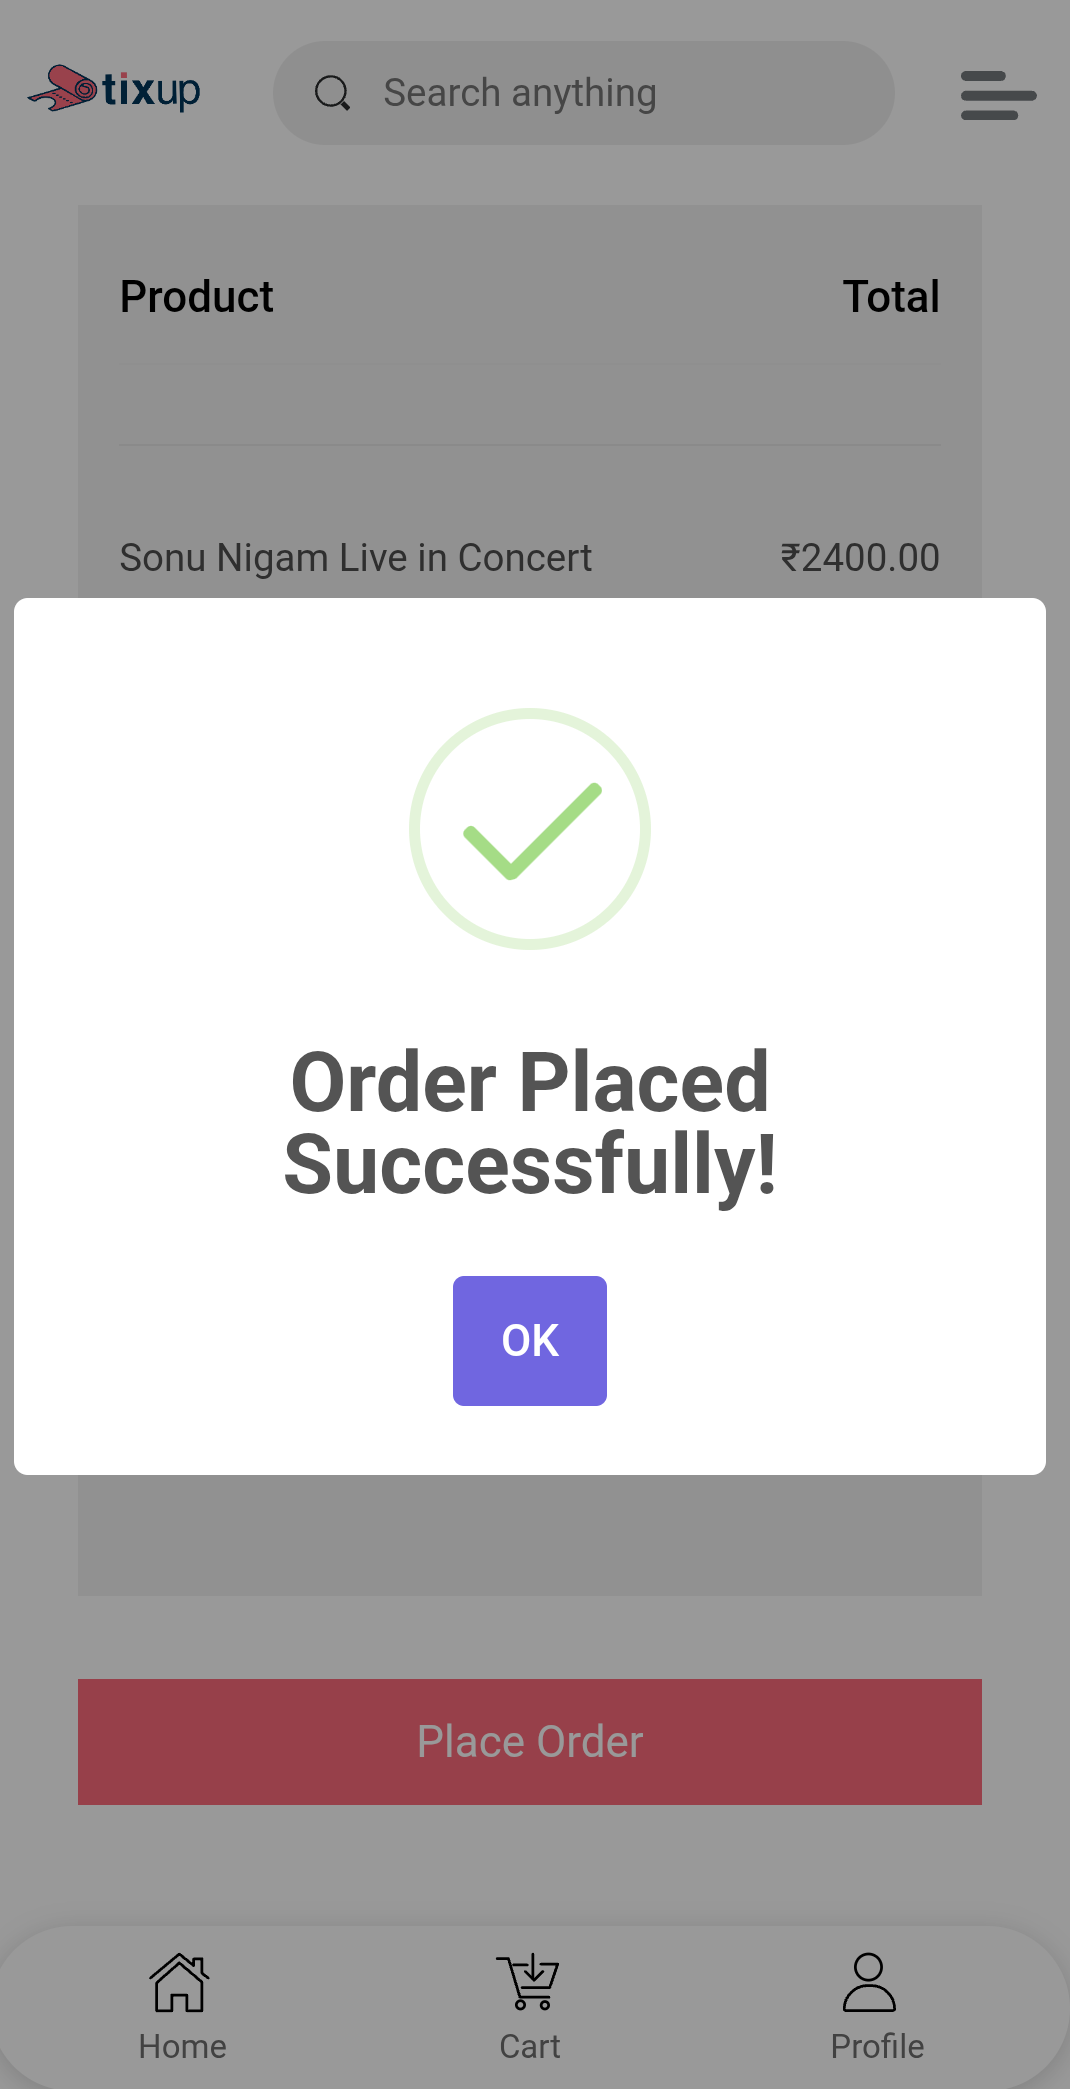 tixup
Search anything
Product Total
Sonu Nigam Live in Concert ₹2400.00
Order Placed
Successfully!
OK
Place Order
Home Cart Profile